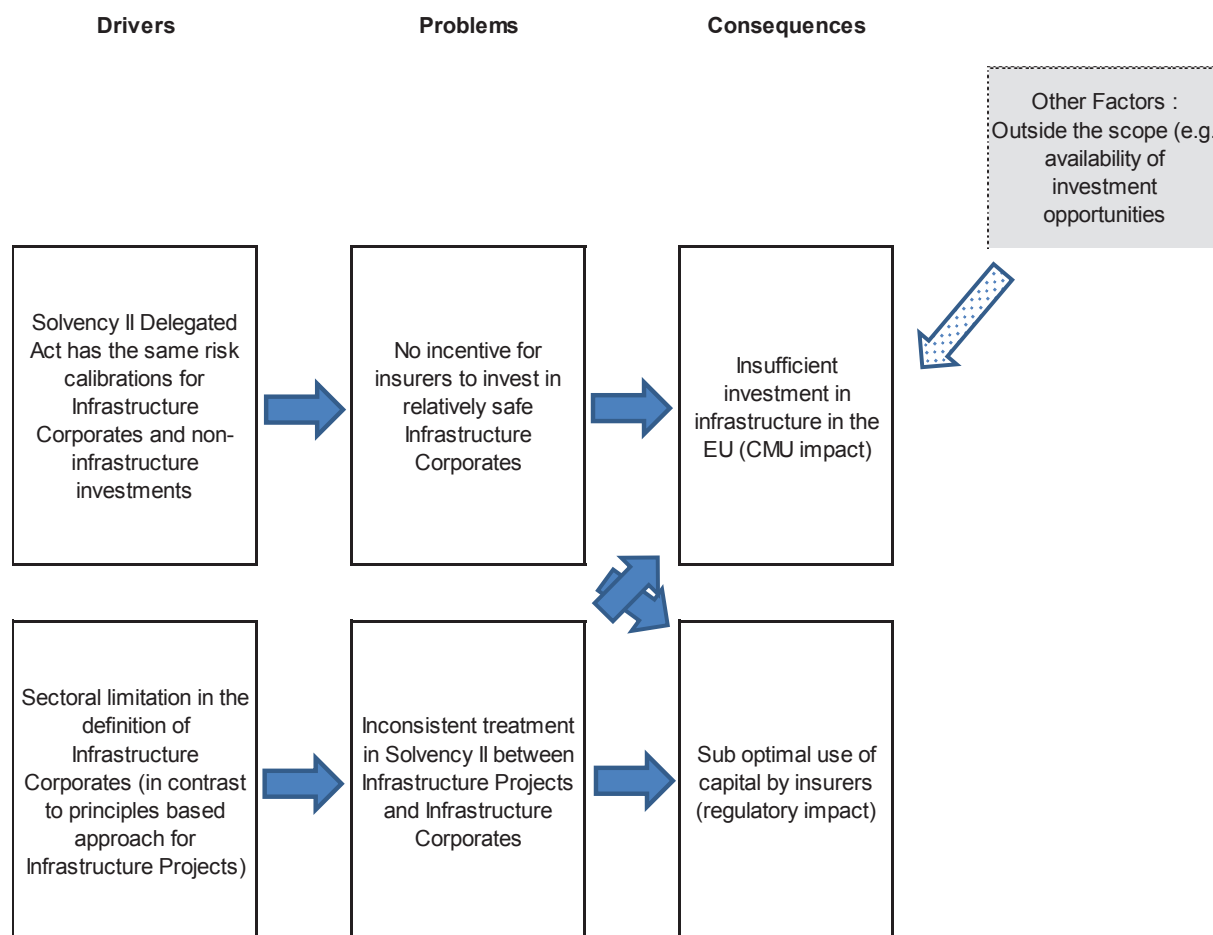 Drivers
Problems
Consequences
Other Factors :
Outside the scope (e.g.
availability of
investment
opportunities
Solvency II Delegated
Act has the same risk
calibrations for
Infrastructure
Corporates and non-
infrastructure
investments
No incentive for
insurers to invest in
relatively safe
Infrastructure
Corporates
Insufficient
investment in
infrastructure in the
EU (CMU impact)
Sectoral limitation in the
definition of
Infrastructure
Corporates (in contrast
to principles based
approach for
Infrastructure Projects)
Inconsistent treatment
in Solvency II between
Infrastructure Projects
and Infrastructure
Corporates
Sub optimal use of
capital by insurers
(regulatory impact)